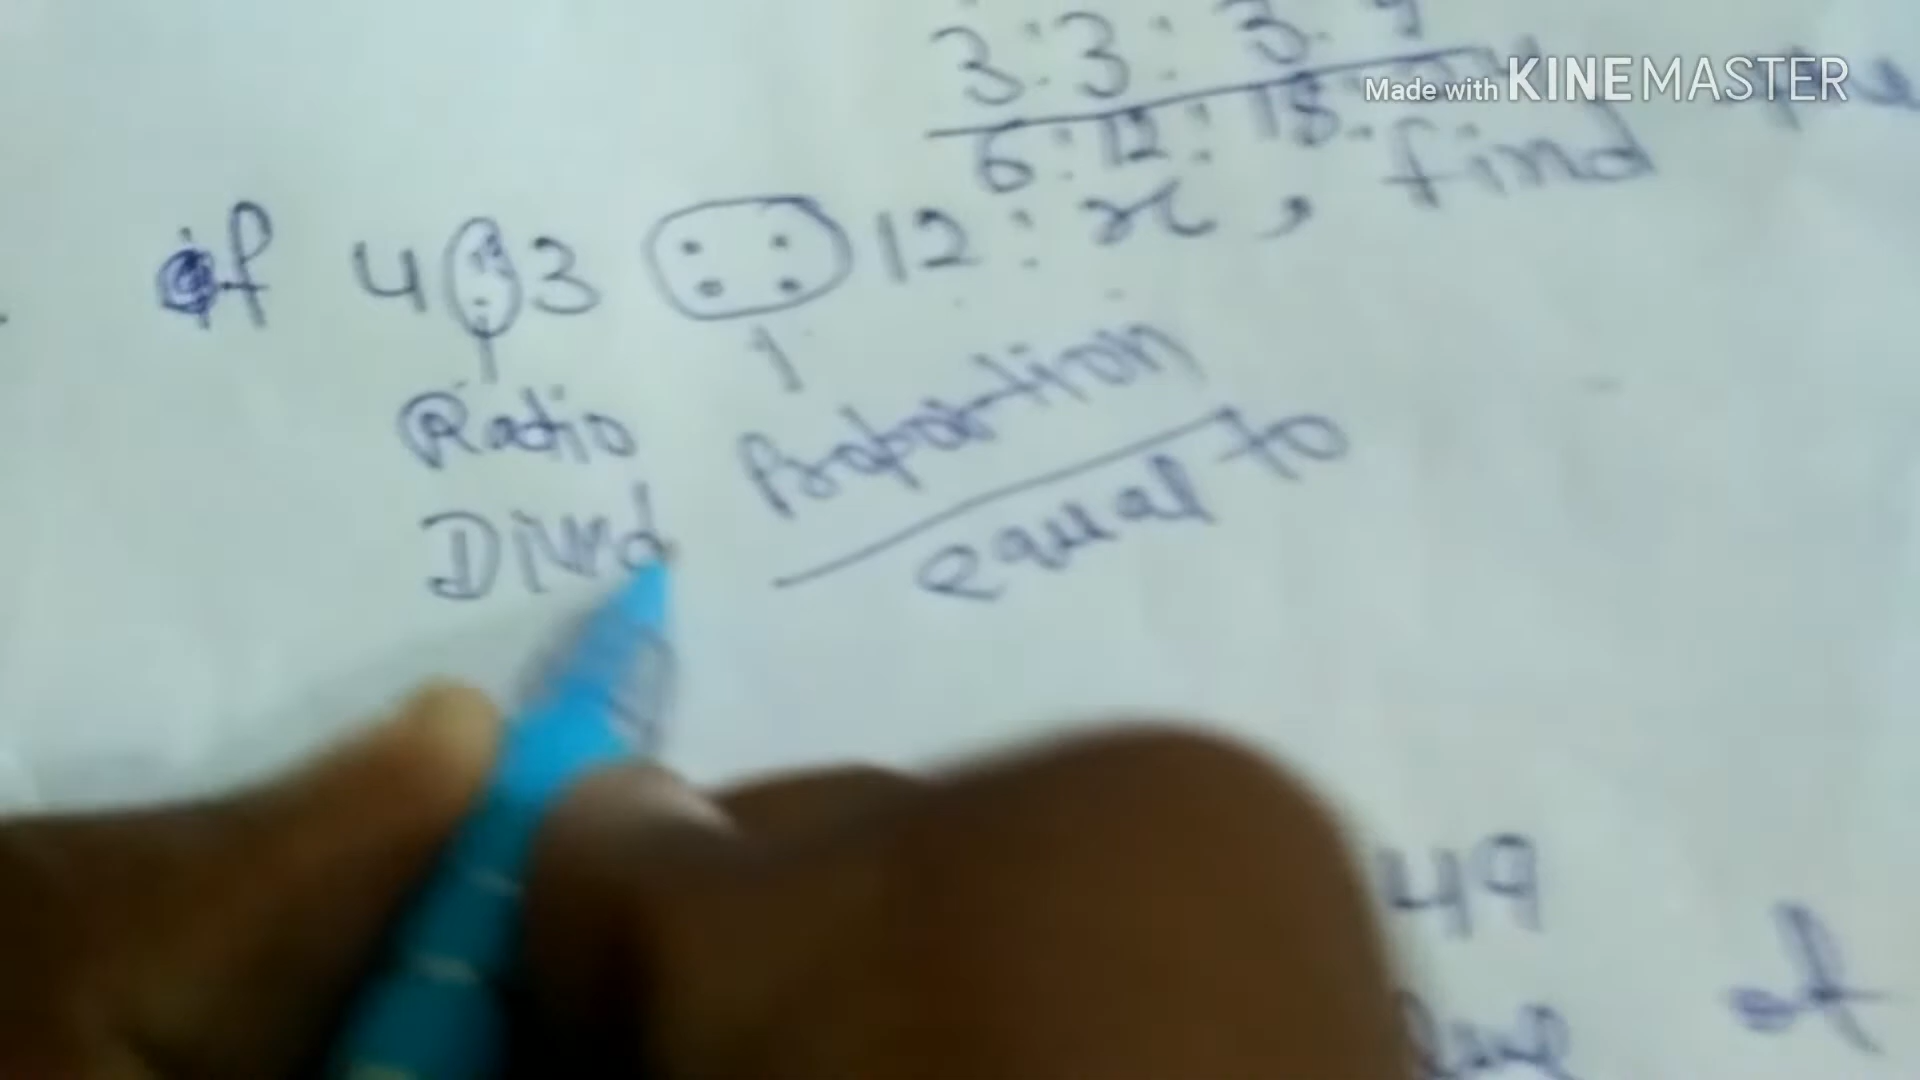 3:3: 3.
Made with KINEMASTER
6:12: 18.
If 4:3 :: 12: x, find
Ratio
Proportion
equal to
Divid
49
of